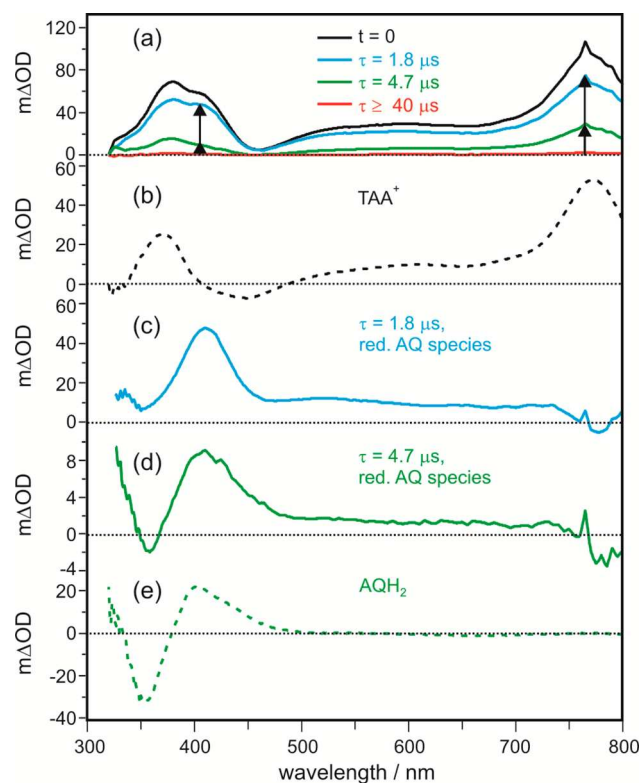 (a)
t = 0
τ = 1.8 μs
τ = 4.7 μs
τ ≥ 40 μs
120
80
40
0
mΔOD
(b)
TAA⁺
60
40
20
0
mΔOD
(c)
τ = 1.8 μs,
red. AQ species
60
40
20
0
mΔOD
(d)
τ = 4.7 μs,
red. AQ species
8
4
0
-4
mΔOD
(e)
AQH₂
20
0
-20
-40
mΔOD
300 400 500 600 700 800
wavelength / nm